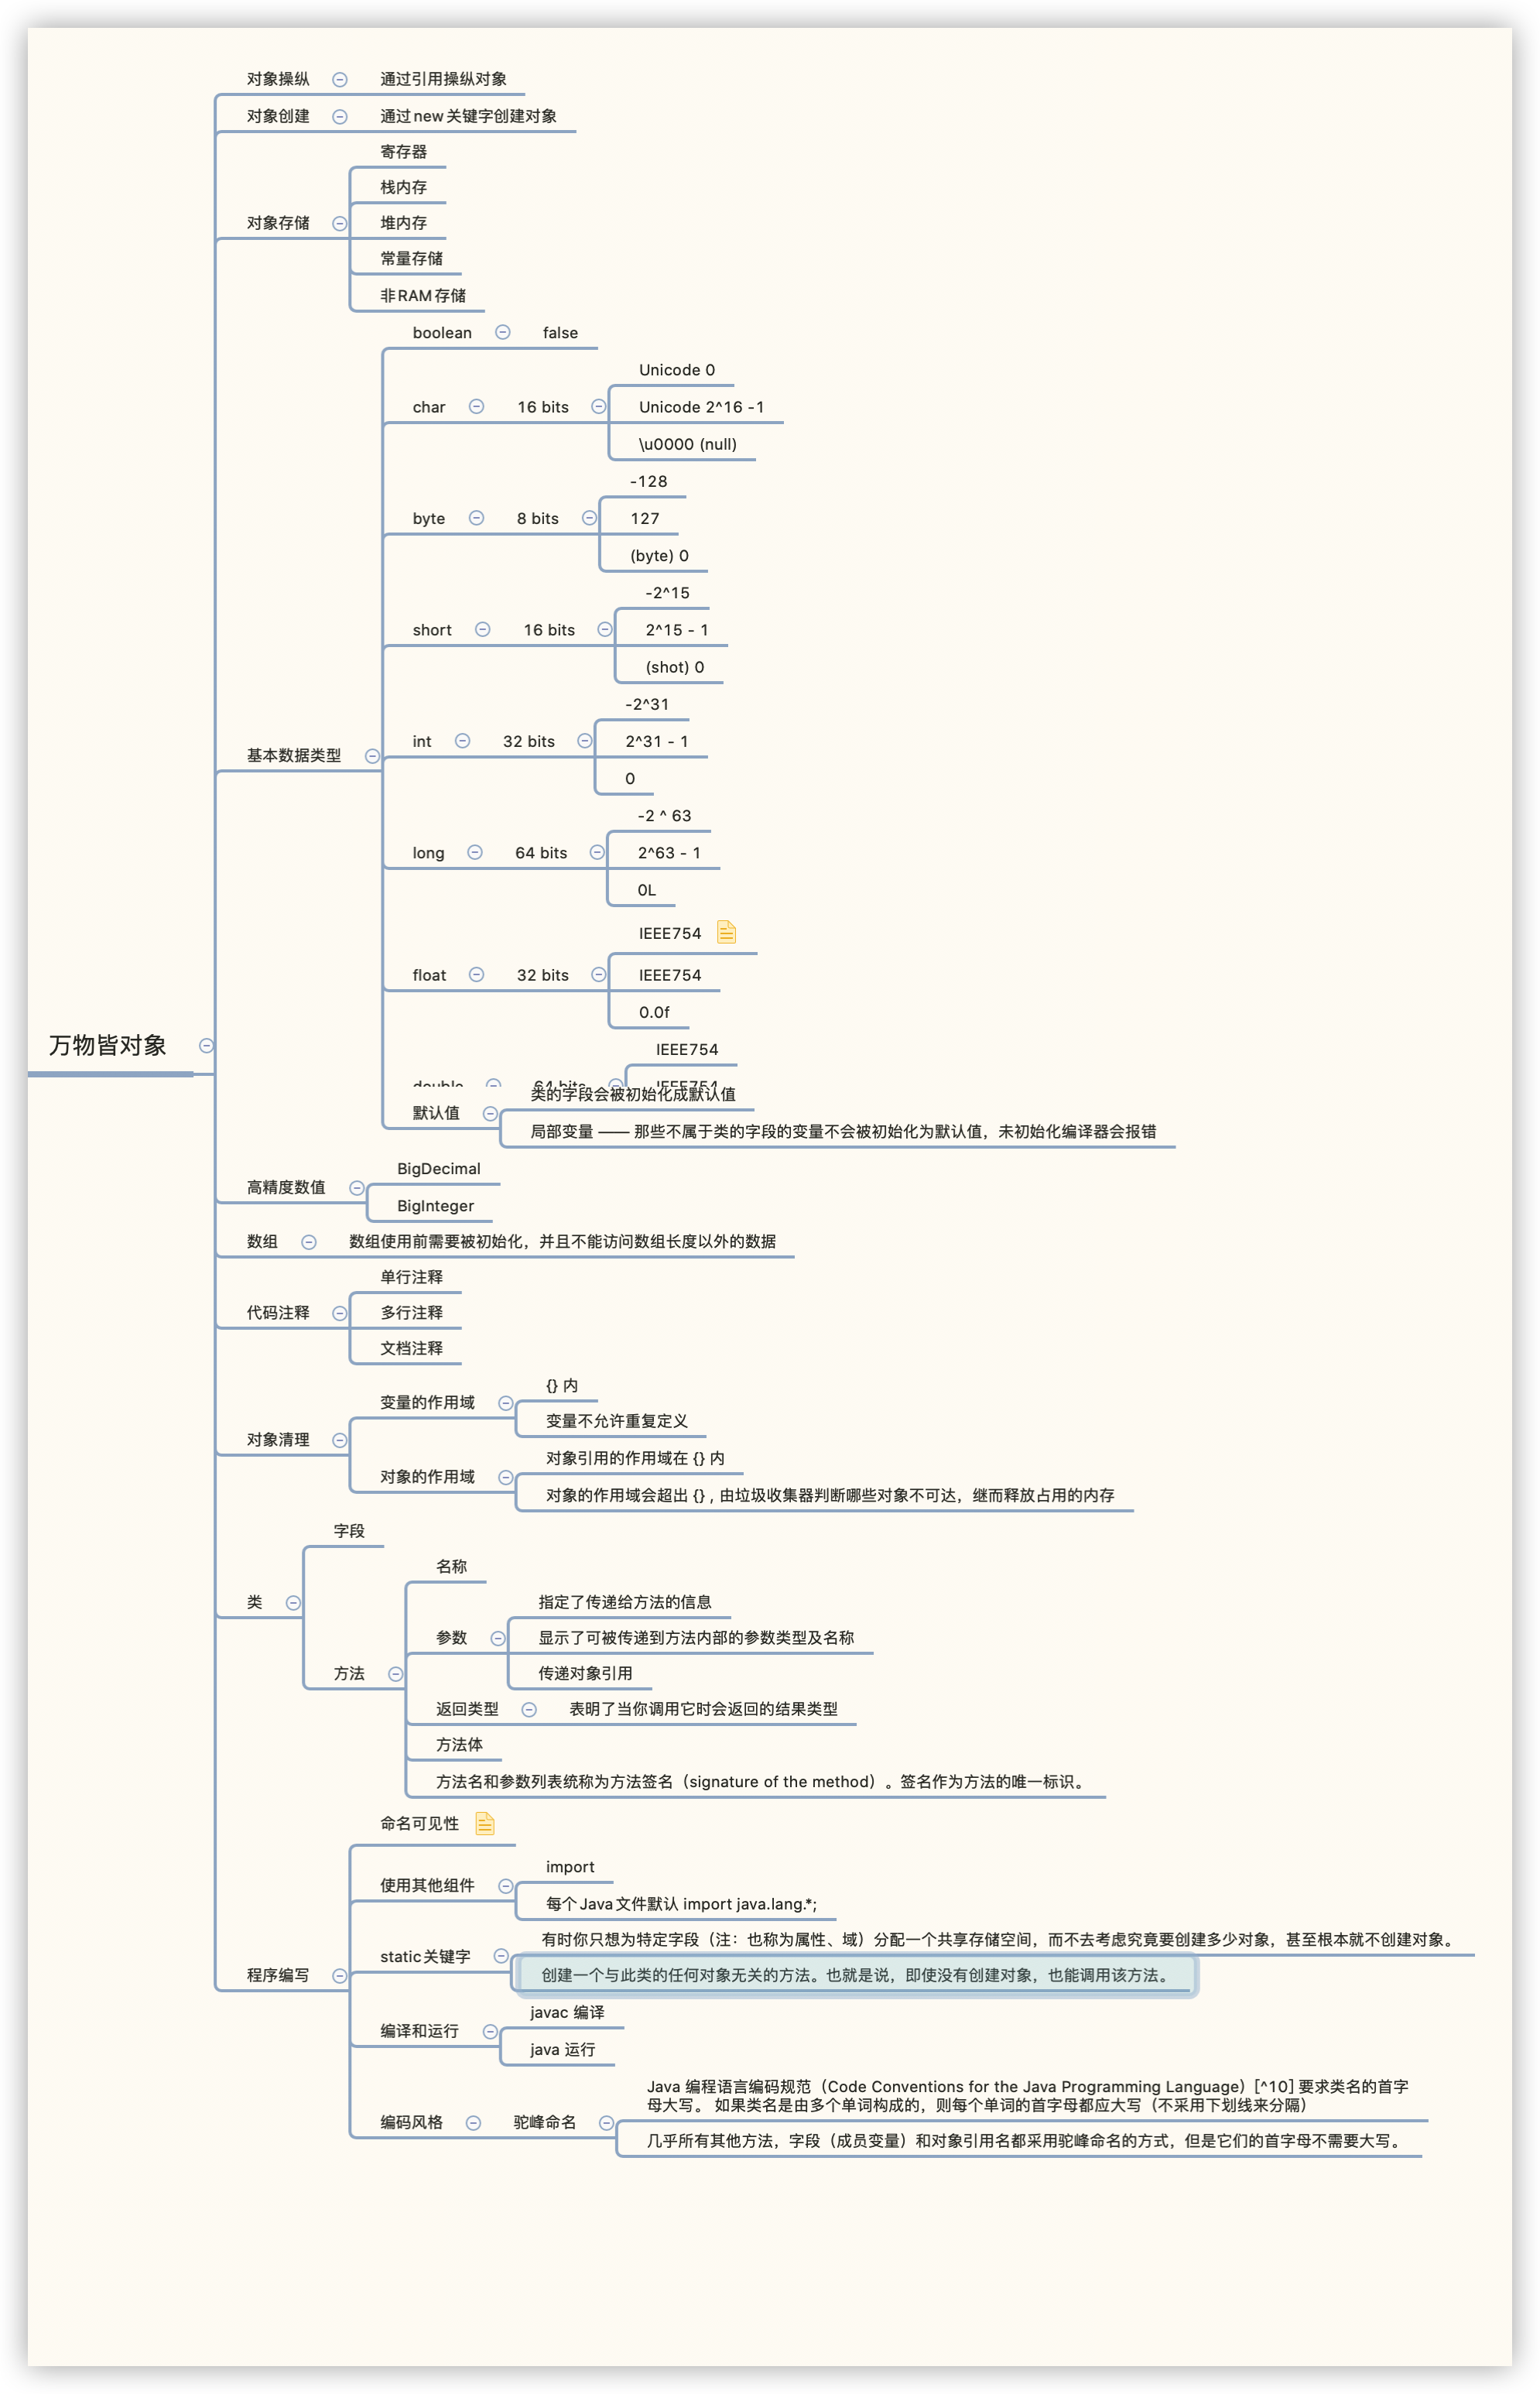 对象操纵
通过引用操纵对象
对象创建
通过new关键字创建对象
寄存器
栈内存
对象存储
堆内存
常量存储
非RAM存储
boolean
false
Unicode 0
char
16 bits
Unicode 2^16 -1
\u0000 (null)
-128
byte
8 bits
127
(byte) 0
-2^15
short
16 bits
2^15 - 1
(shot) 0
-2^31
int
32 bits
2^31 - 1
基本数据类型
0
-2 ^ 63
long
64 bits
2^63 - 1
0L
IEEE754
float
32 bits
IEEE754
0.0f
万物皆对象
IEEE754
double
64 bits
IEEE754
类的字段会被初始化成默认值
默认值
局部变量 —— 那些不属于类的字段的变量不会被初始化为默认值，未初始化编译器会报错
BigDecimal
高精度数值
BigInteger
数组
数组使用前需要被初始化，并且不能访问数组长度以外的数据
单行注释
代码注释
多行注释
文档注释
{} 内
变量的作用域
变量不允许重复定义
对象清理
对象引用的作用域在 {} 内
对象的作用域
对象的作用域会超出 {} , 由垃圾收集器判断哪些对象不可达，继而释放占用的内存
字段
名称
类
指定了传递给方法的信息
参数
显示了可被传递到方法内部的参数类型及名称
方法
传递对象引用
返回类型
表明了当你调用它时会返回的结果类型
方法体
方法名和参数列表统称为方法签名（signature of the method）。签名作为方法的唯一标识。
命名可见性
import
使用其他组件
每个Java文件默认 import java.lang.*;
有时你只想为特定字段（注：也称为属性、域）分配一个共享存储空间，而不去考虑究竟要创建多少对象，甚至根本就不创建对象。
static关键字
创建一个与此类的任何对象无关的方法。也就是说，即使没有创建对象，也能调用该方法。
程序编写
javac 编译
编译和运行
java 运行
Java 编程语言编码规范（Code Conventions for the Java Programming Language）[^10] 要求类名的首字
母大写。 如果类名是由多个单词构成的，则每个单词的首字母都应大写（不采用下划线来分隔）
编码风格
驼峰命名
几乎所有其他方法，字段（成员变量）和对象引用名都采用驼峰命名的方式，但是它们的首字母不需要大写。